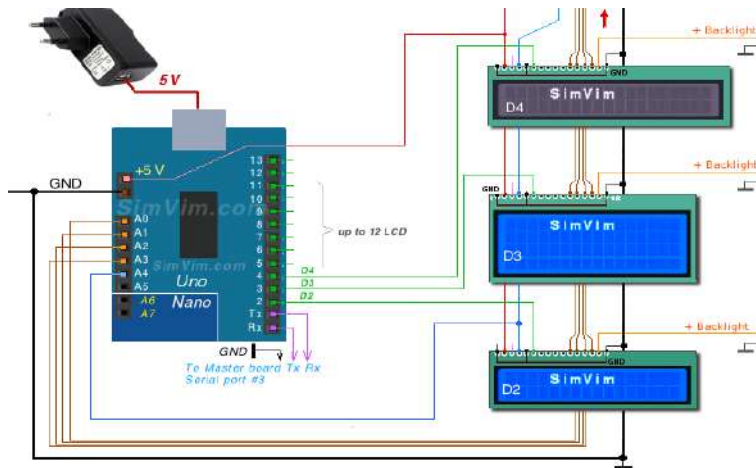 5 V
+ Backlight
GND
SimVim
D4
+5 V
GND
SimVim.com
13
12
11
10
9
8
7
6
5
4
3
2
Tx
Rx
up to 12 LCD
A0
A1
A2
A3
A4
A5
A6
A7
SimVim.com
Uno
Nano
D4
D3
D2
GND
To Master board Tx Rx
Serial port #3
+ Backlight
GND
SimVim
D3
+ Backlight
GND
SimVim
D2